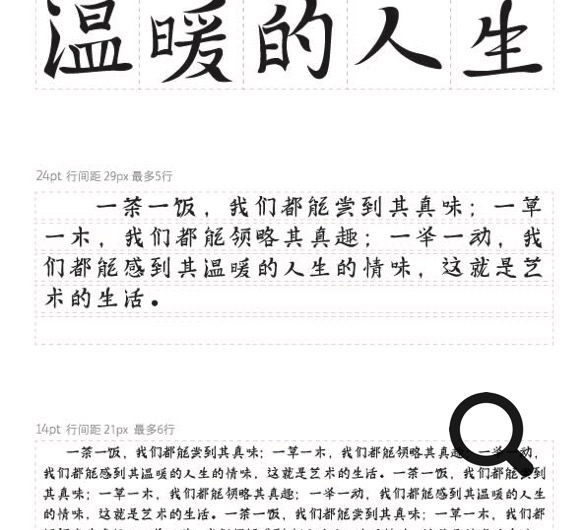 温暖的人生
24pt 行间距 29px 最多5行
一茶一饭，我们都能尝到其真味；一草
一木，我们都能领略其真趣；一举一动，我
们都能感到其温暖的人生的情味，这就是艺
术的生活。
14pt 行间距 21px 最多6行
一茶一饭，我们都能尝到其真味；一草一木，我们都能领略其真趣；一举一动，
我们都能感到其温暖的人生的情味，这就是艺术的生活。一茶一饭，我们都能尝到
其真味；一草一木，我们都能领略其真趣；一举一动，我们都能感到其温暖的人生
的情味，这就是艺术的生活。一茶一饭，我们都能尝到其真味；一草一木，我们都